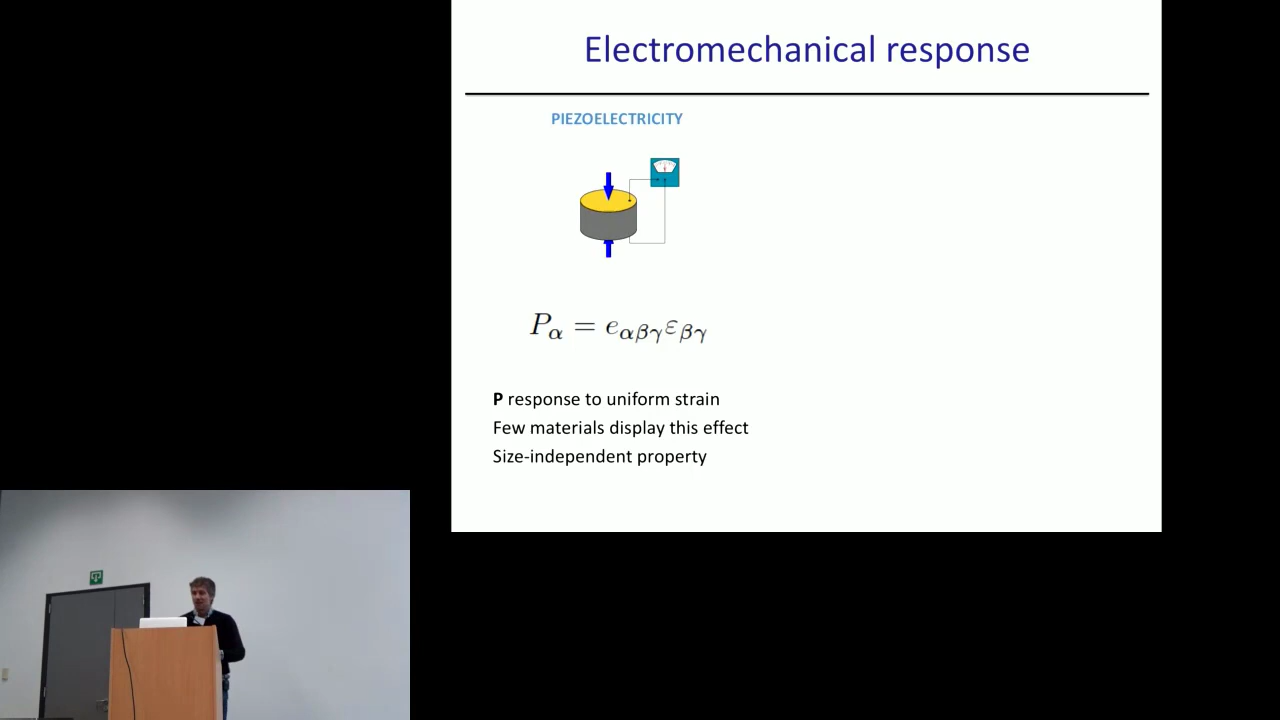 Electromechanical response
PIEZOELECTRICITY
Pα = eαβγεβγ
P response to uniform strain
Few materials display this effect
Size-independent property